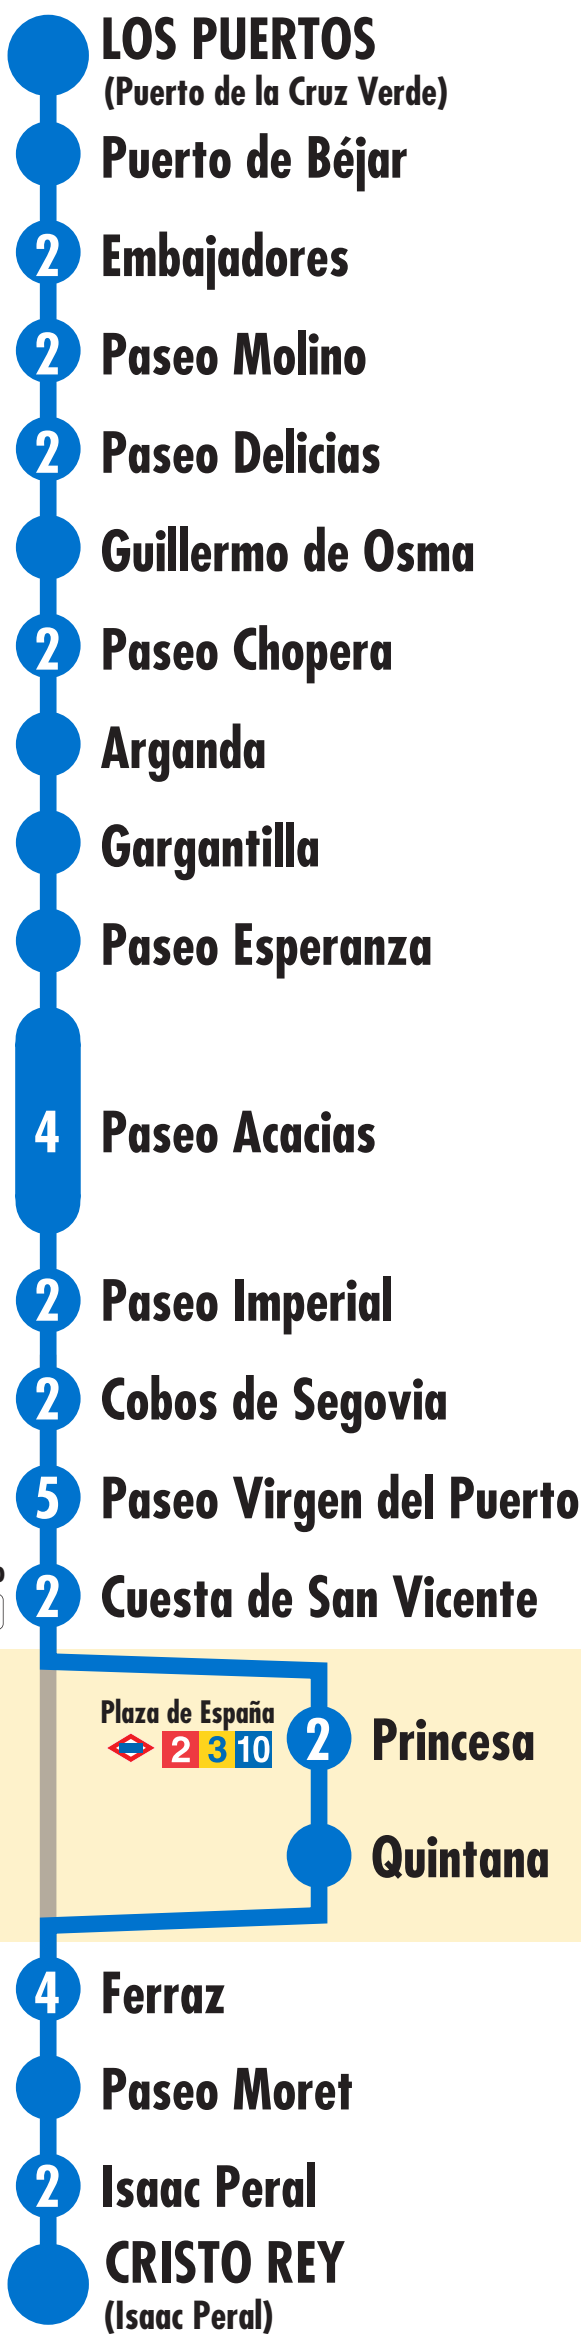 LOS PUERTOS
(Puerto de la Cruz Verde)
Puerto de Béjar
2 Embajadores
2 Paseo Molino
2 Paseo Delicias
Guillermo de Osma
2 Paseo Chopera
Arganda
Gargantilla
Paseo Esperanza
4 Paseo Acacias
2 Paseo Imperial
2 Cobos de Segovia
5 Paseo Virgen del Puerto
2 Cuesta de San Vicente
Plaza de España
2 3 10
2 Princesa
Quintana
4 Ferraz
Paseo Moret
2 Isaac Peral
CRISTO REY
(Isaac Peral)